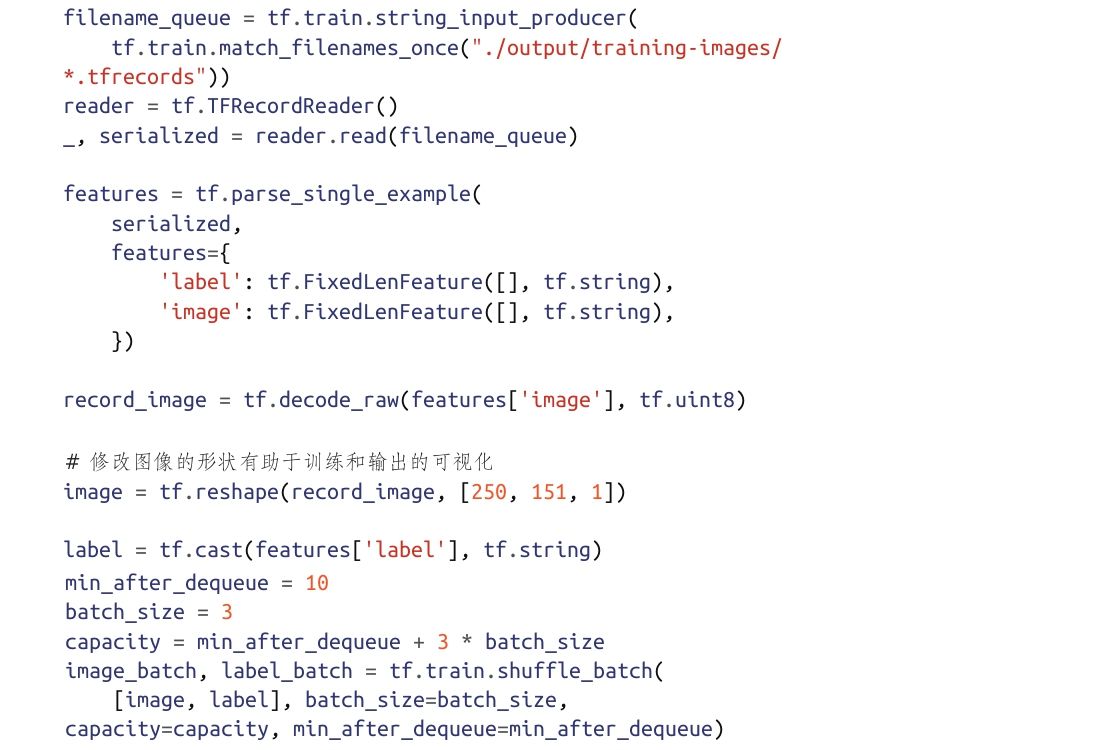 filename_queue = tf.train.string_input_producer(
    tf.train.match_filenames_once("./output/training-images/
*.tfrecords"))
reader = tf.TFRecordReader()
_, serialized = reader.read(filename_queue)

features = tf.parse_single_example(
    serialized,
    features={
        'label': tf.FixedLenFeature([], tf.string),
        'image': tf.FixedLenFeature([], tf.string),
    })

record_image = tf.decode_raw(features['image'], tf.uint8)

# 修改图像的形状有助于训练和输出的可视化
image = tf.reshape(record_image, [250, 151, 1])

label = tf.cast(features['label'], tf.string)
min_after_dequeue = 10
batch_size = 3
capacity = min_after_dequeue + 3 * batch_size
image_batch, label_batch = tf.train.shuffle_batch(
    [image, label], batch_size=batch_size,
capacity=capacity, min_after_dequeue=min_after_dequeue)